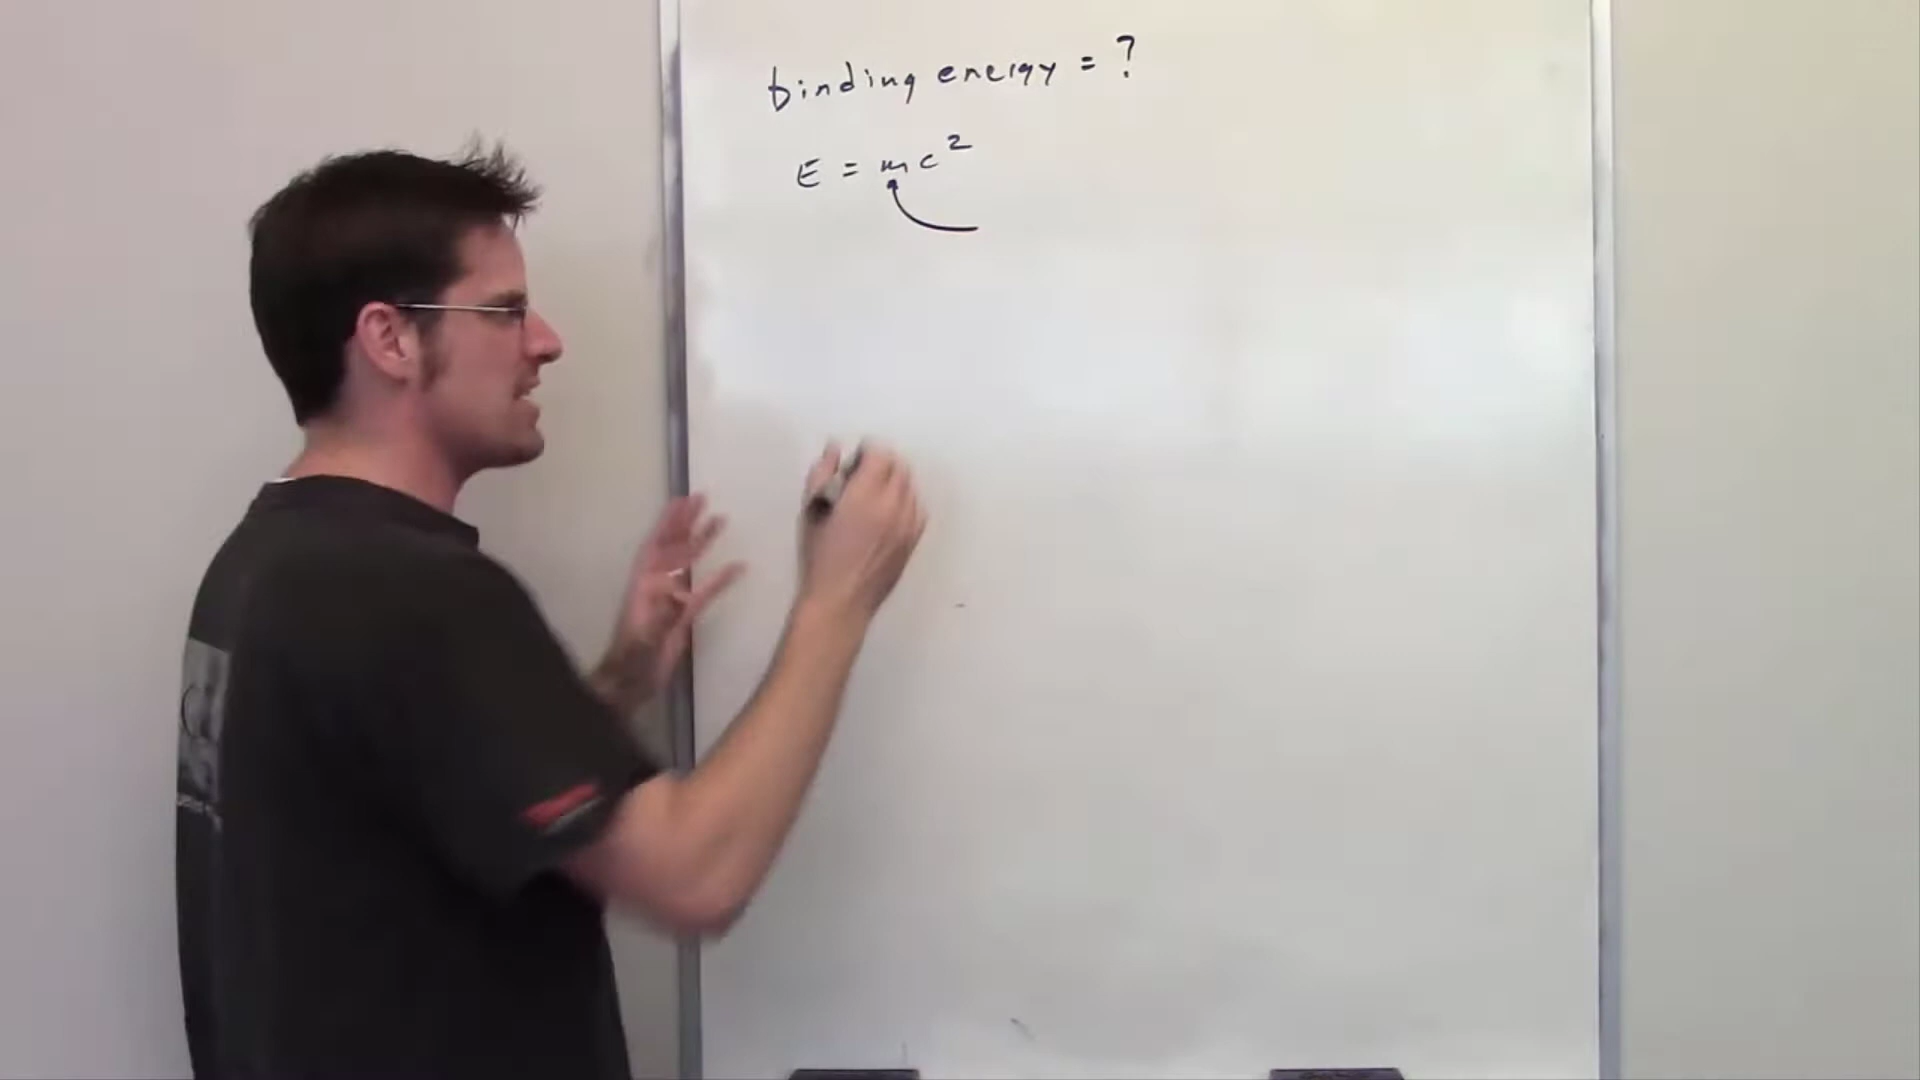 binding energy = ?
E = mc²